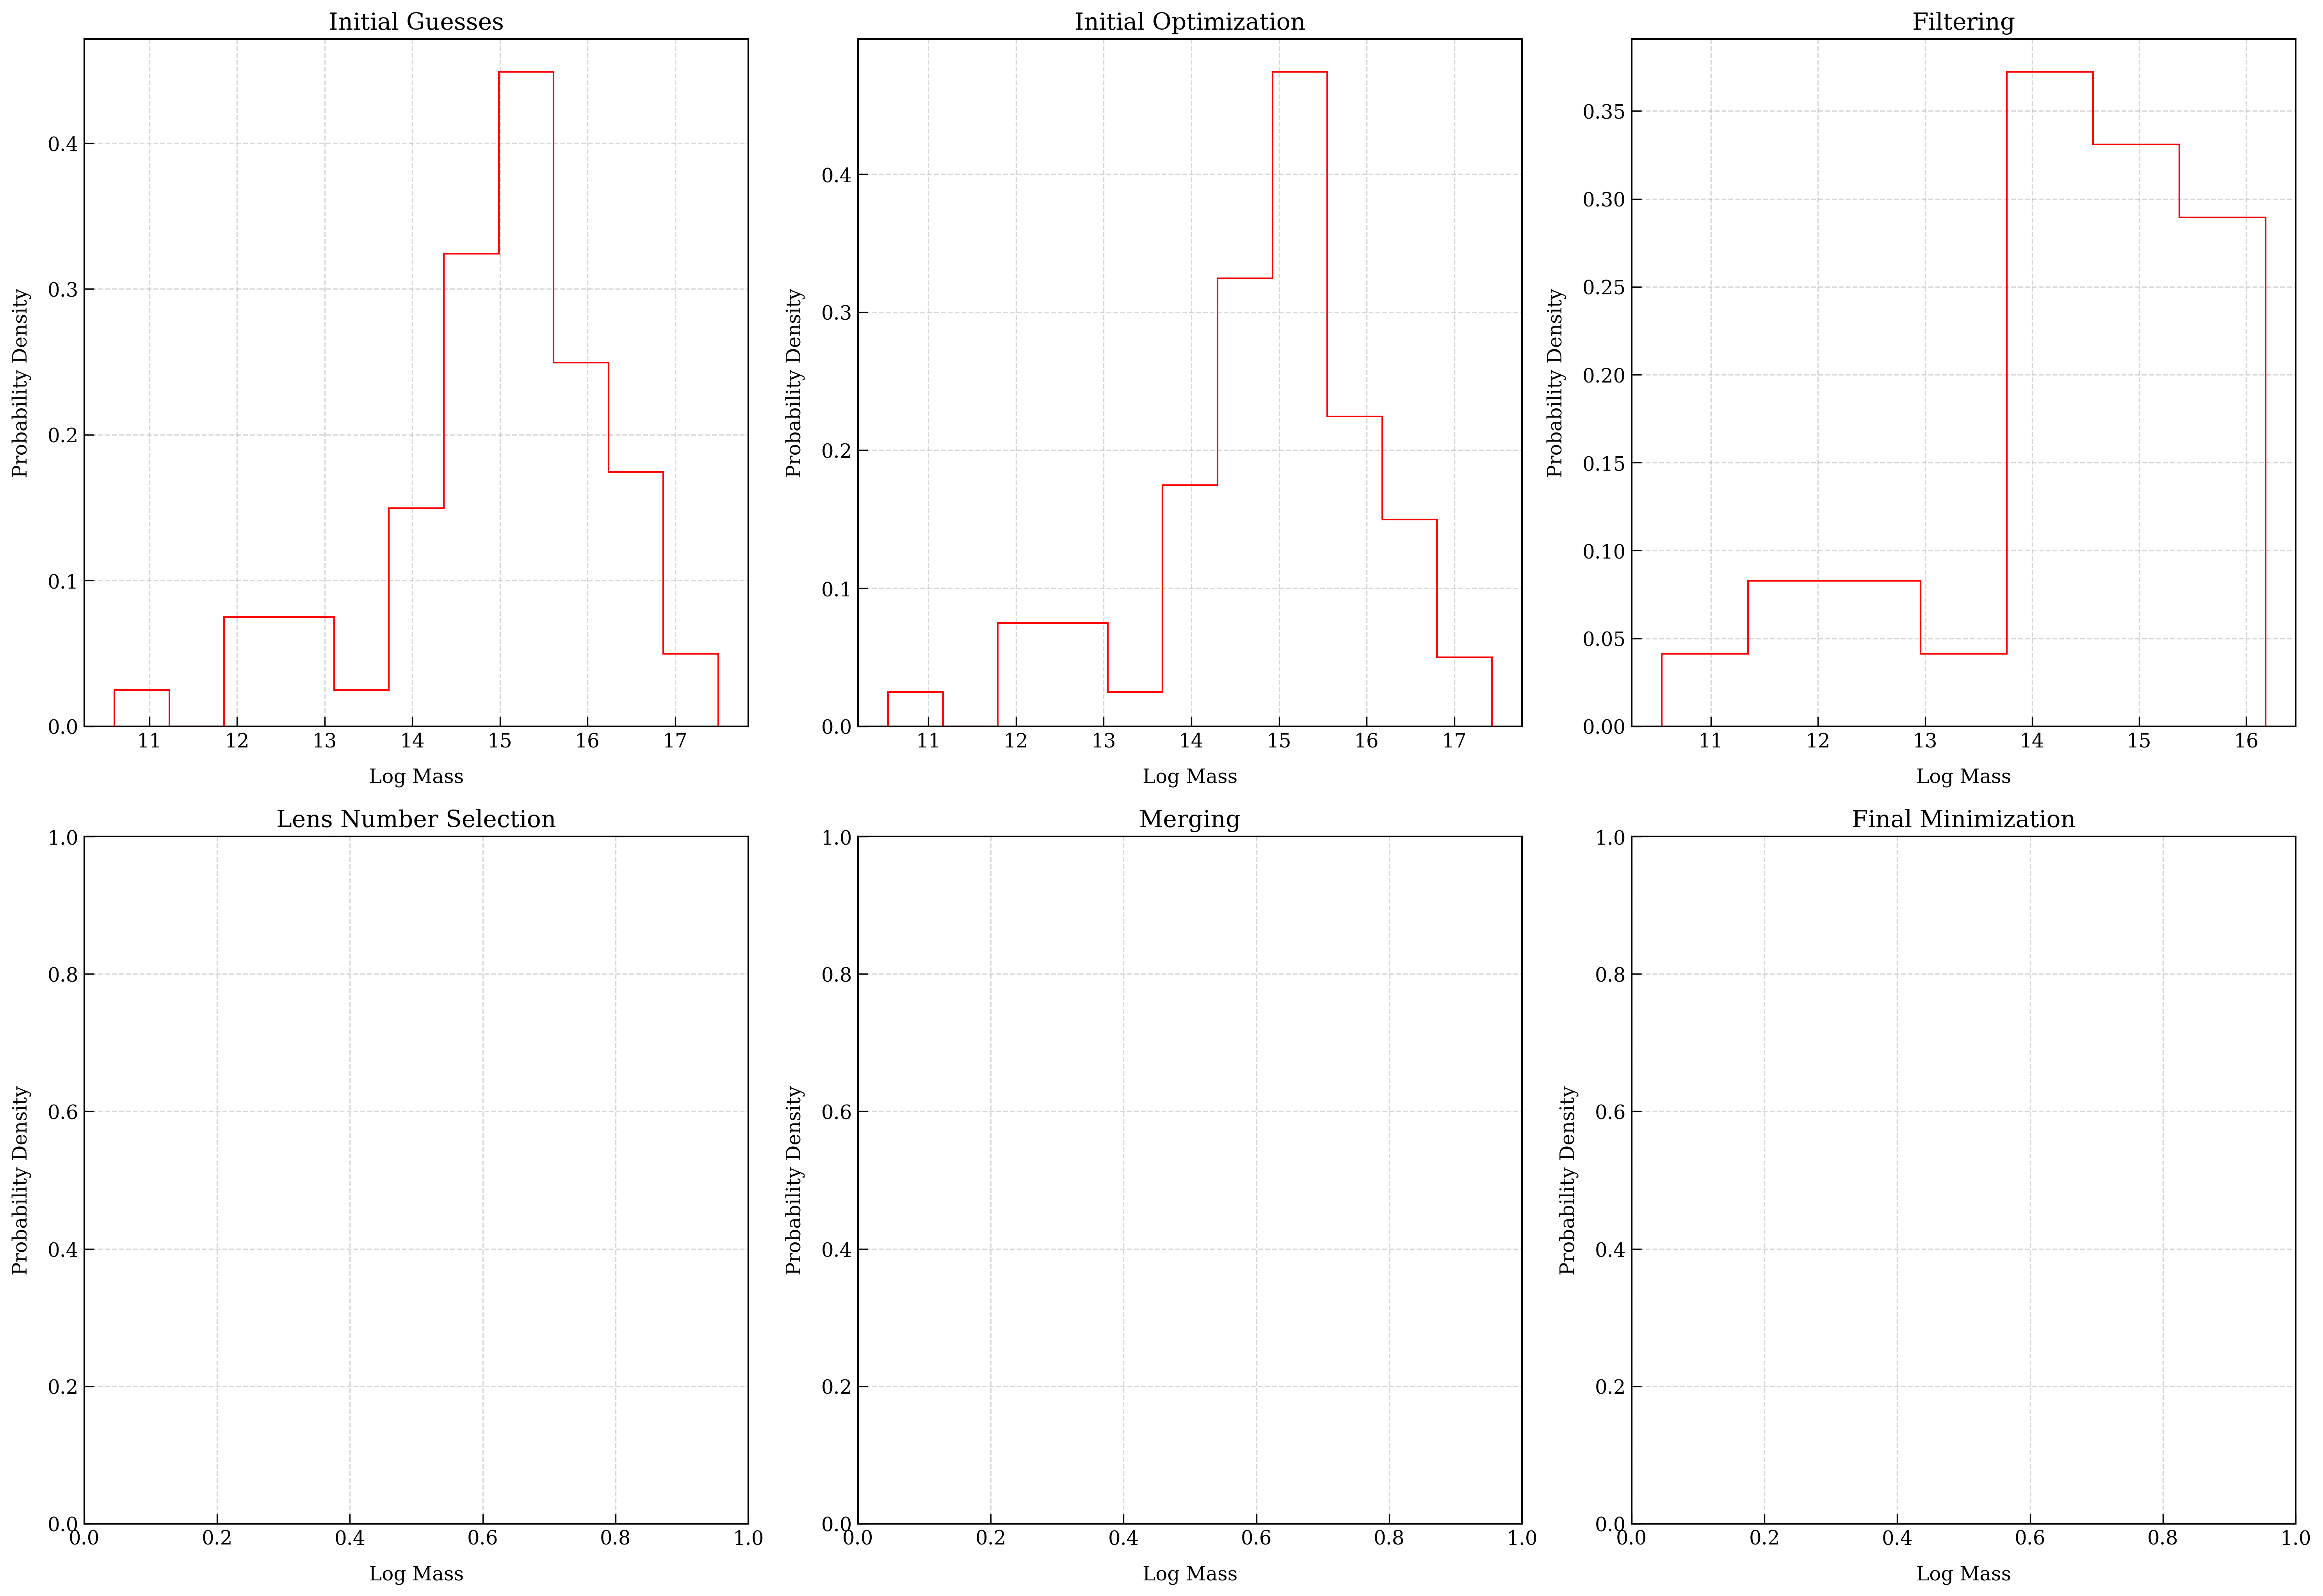 Initial Guesses
Probability Density
0.4
0.3
0.2
0.1
0.0
11 12 13 14 15 16 17
Log Mass
Initial Optimization
Probability Density
0.4
0.3
0.2
0.1
0.0
11 12 13 14 15 16 17
Log Mass
Filtering
Probability Density
0.35
0.30
0.25
0.20
0.15
0.10
0.05
0.00
11 12 13 14 15 16
Log Mass
Lens Number Selection
Probability Density
1.0
0.8
0.6
0.4
0.2
0.0
0.0 0.2 0.4 0.6 0.8 1.0
Log Mass
Merging
Probability Density
1.0
0.8
0.6
0.4
0.2
0.0
0.0 0.2 0.4 0.6 0.8 1.0
Log Mass
Final Minimization
Probability Density
1.0
0.8
0.6
0.4
0.2
0.0
0.0 0.2 0.4 0.6 0.8 1.0
Log Mass